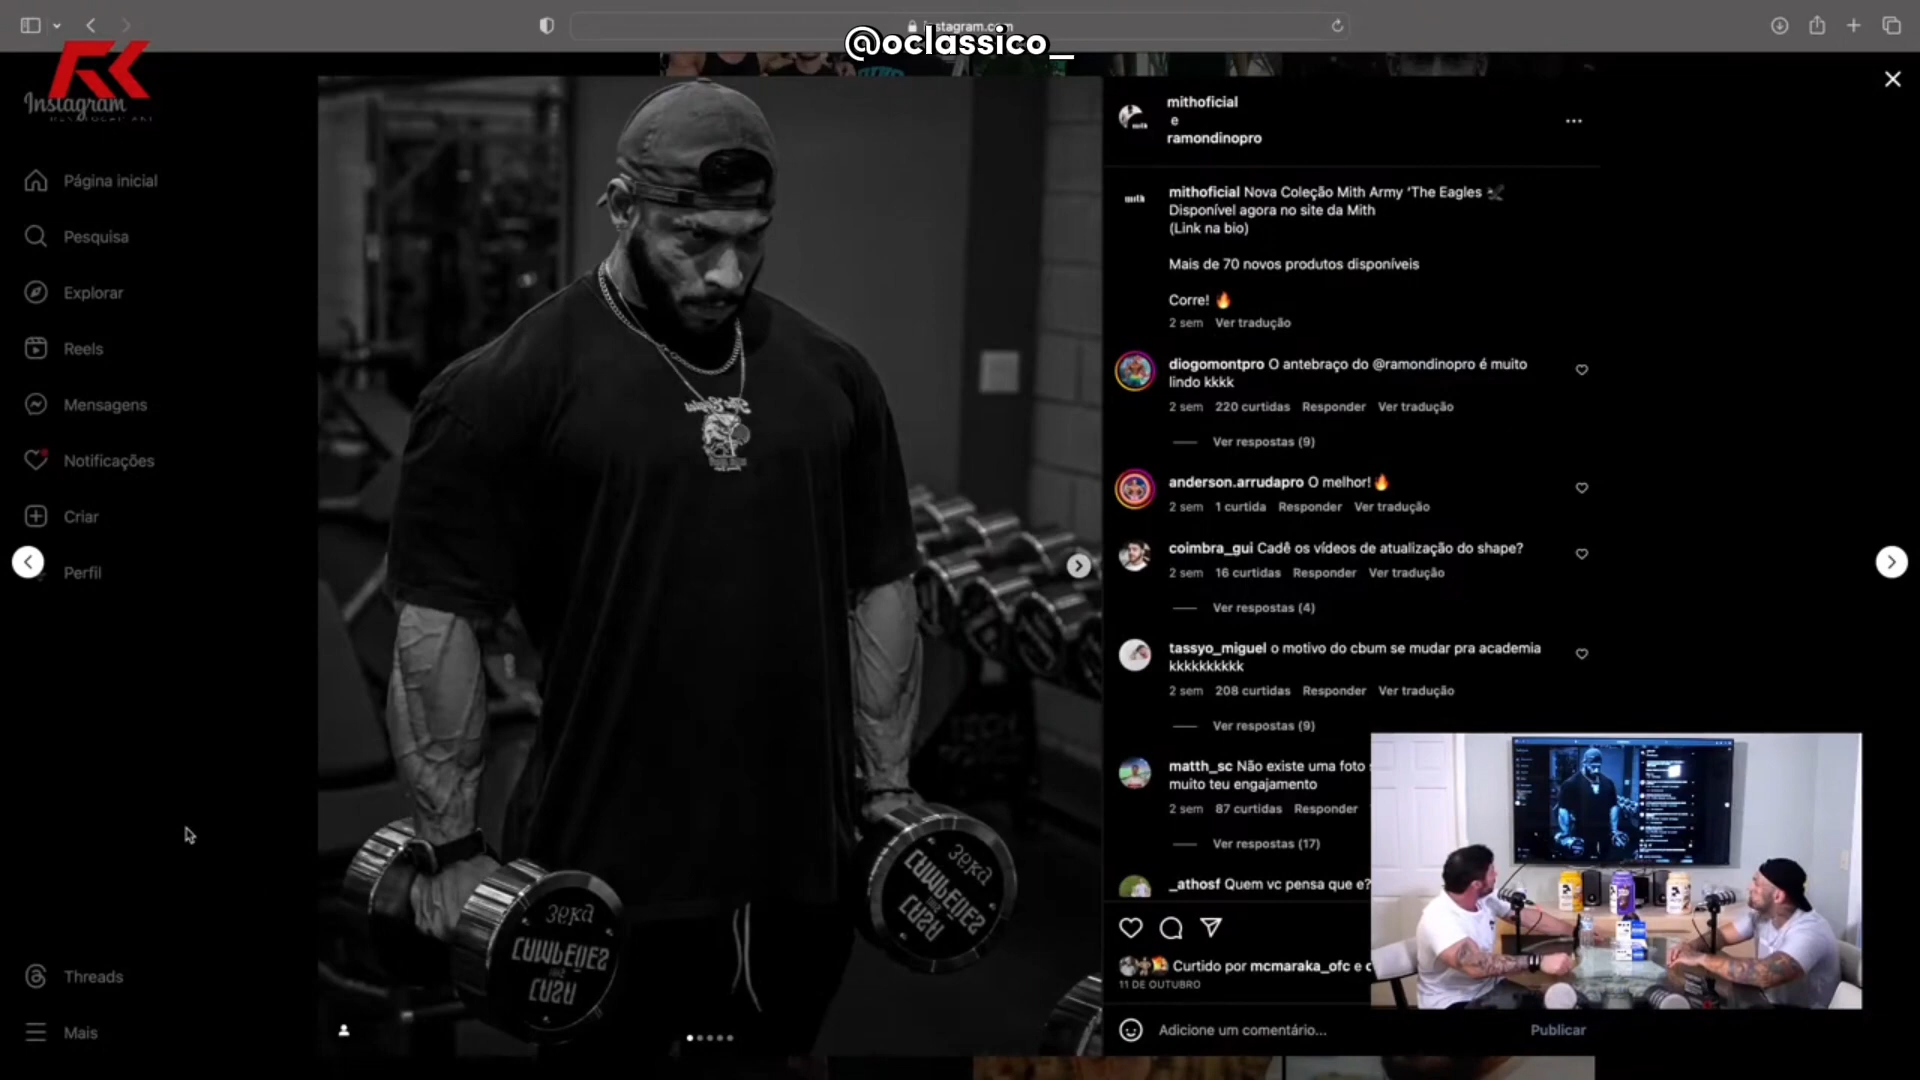 instagram.com
@oclassico_
RK
Instagram
Página inicial
Pesquisa
Explorar
Reels
Mensagens
Notificações
Criar
Perfil
Threads
Mais
mithoficial
e
ramondinopro
mithoficial Nova Coleção Mith Army 'The Eagles 🦅
Disponível agora no site da Mith
(Link na bio)
Mais de 70 novos produtos disponíveis
Corre! 🔥
2 sem Ver tradução
diogomontpro O antebraço do @ramondinopro é muito
lindo kkkk
2 sem 220 curtidas Responder Ver tradução
Ver respostas (9)
anderson.arrudapro O melhor!🔥
2 sem 1 curtida Responder Ver tradução
coimbra_gui Cadê os vídeos de atualização do shape?
2 sem 16 curtidas Responder Ver tradução
Ver respostas (4)
tassyo_miguel o motivo do cbum se mudar pra academia
kkkkkkkkkk
2 sem 208 curtidas Responder Ver tradução
Ver respostas (9)
matth_sc Não existe uma foto
muito teu engajamento
2 sem 87 curtidas Responder
Ver respostas (17)
_athosf Quem vc pensa que e?
Curtido por mcmaraka_ofc e
11 DE OUTUBRO
Adicione um comentário...
Publicar